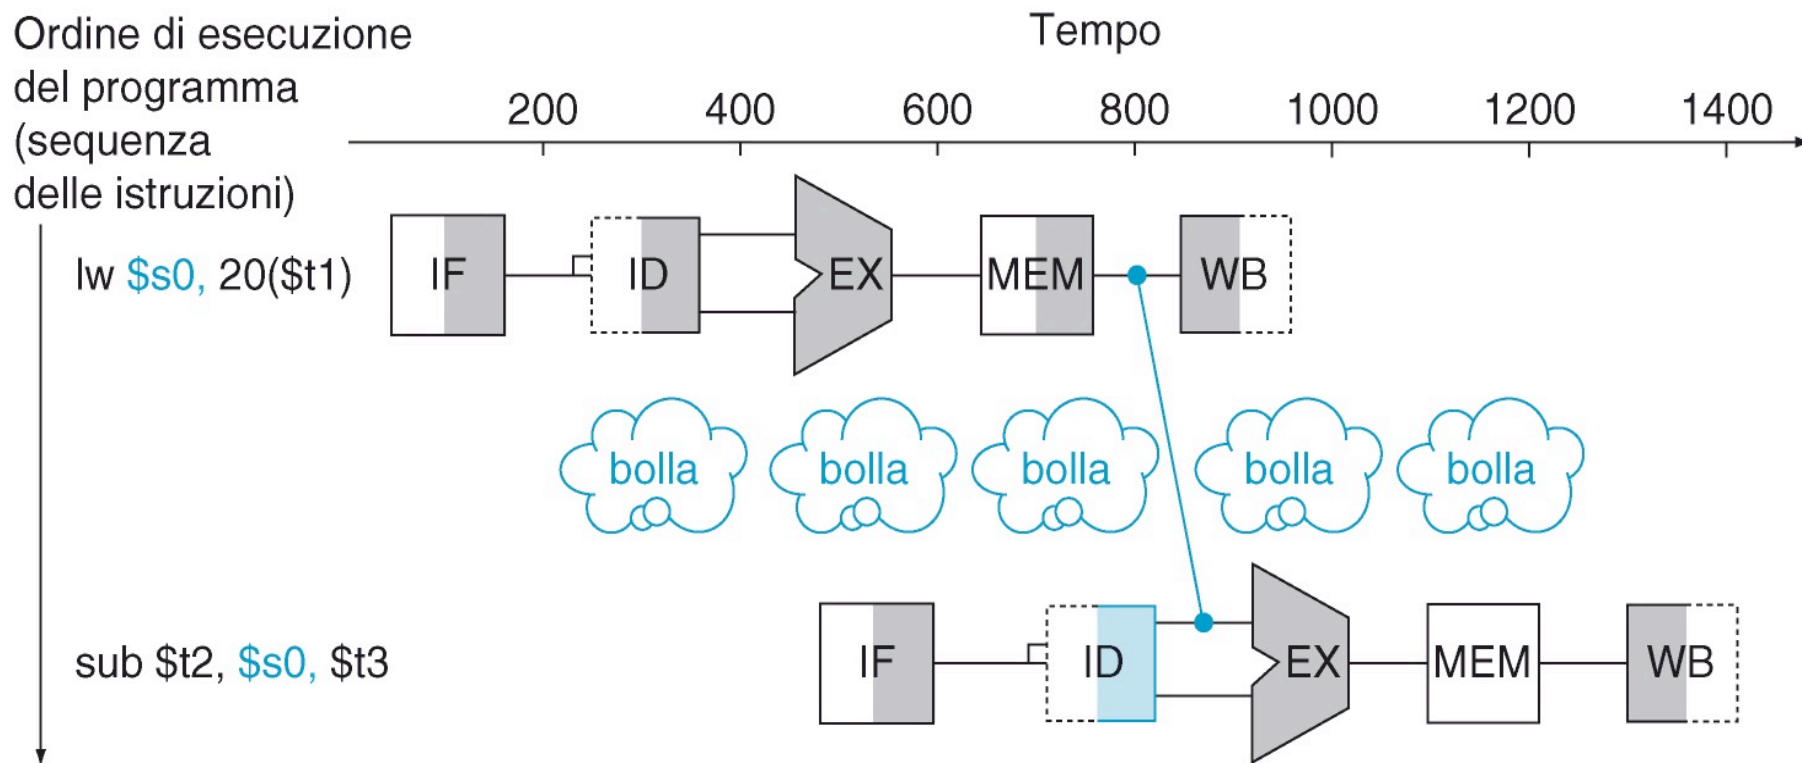 Ordine di esecuzione
del programma
(sequenza
delle istruzioni)
Tempo
200 400 600 800 1000 1200 1400
lw $s0, 20($t1)
IF ID EX MEM WB
bolla bolla bolla bolla bolla
sub $t2, $s0, $t3
IF ID EX MEM WB